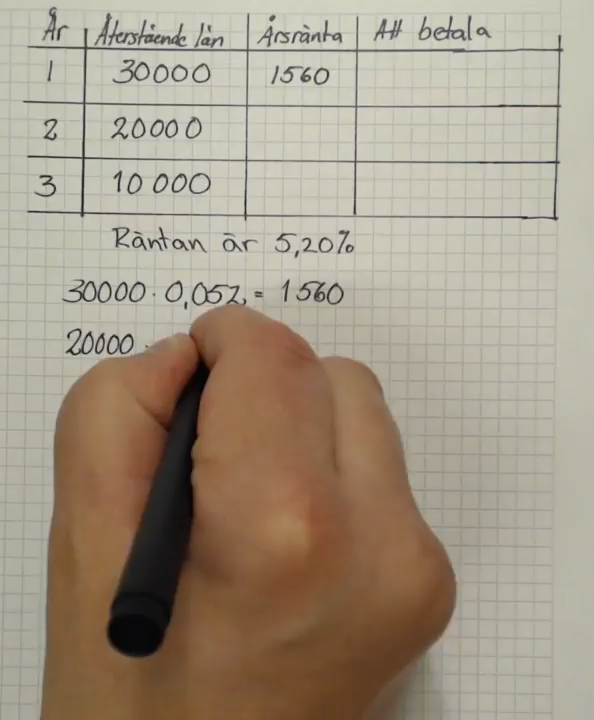 År Återstående lån Årsränta Att betala
1 30000 1560
2 20000
3 10 000
Räntan är 5,20%
30000 · 0,052 = 1560
20000 ·